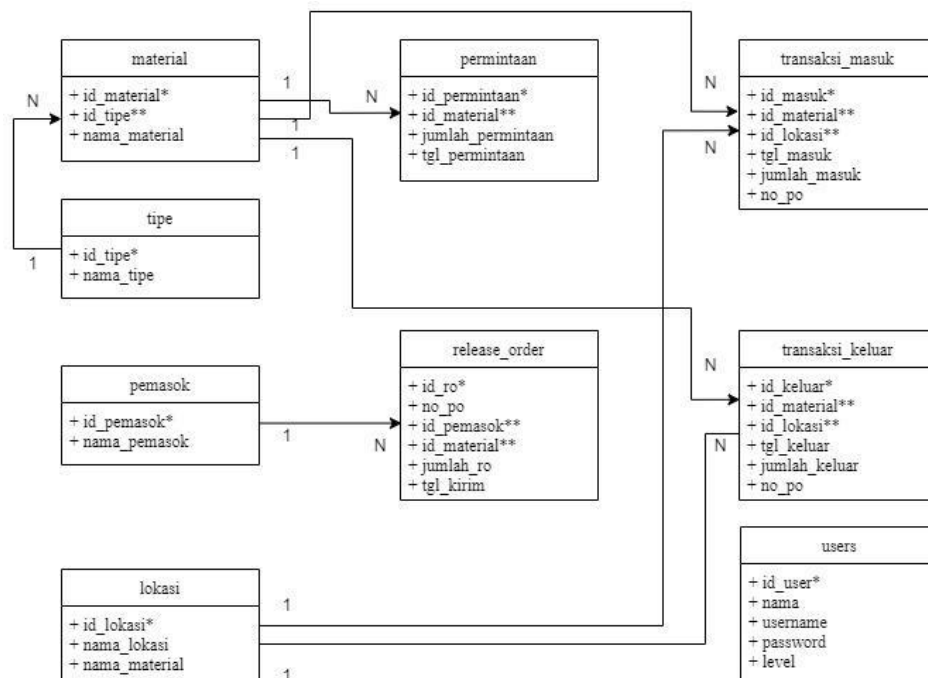 material
+ id_material*
+ id_tipe**
+ nama_material
1
N
1
1
N
permintaan
+ id_permintaan*
+ id_material**
+ jumlah_permintaan
+ tgl_permintaan
N
N
transaksi_masuk
+ id_masuk*
+ id_material**
+ id_lokasi**
+ tgl_masuk
+ jumlah_masuk
+ no_po
tipe
+ id_tipe*
+ nama_tipe
1
pemasok
+ id_pemasok*
+ nama_pemasok
1
N
release_order
+ id_ro*
+ no_po
+ id_pemasok**
+ id_material**
+ jumlah_ro
+ tgl_kirim
N
N
transaksi_keluar
+ id_keluar*
+ id_material**
+ id_lokasi**
+ tgl_keluar
+ jumlah_keluar
+ no_po
lokasi
+ id_lokasi*
+ nama_lokasi
+ nama_material
1
1
users
+ id_user*
+ nama
+ username
+ password
+ level